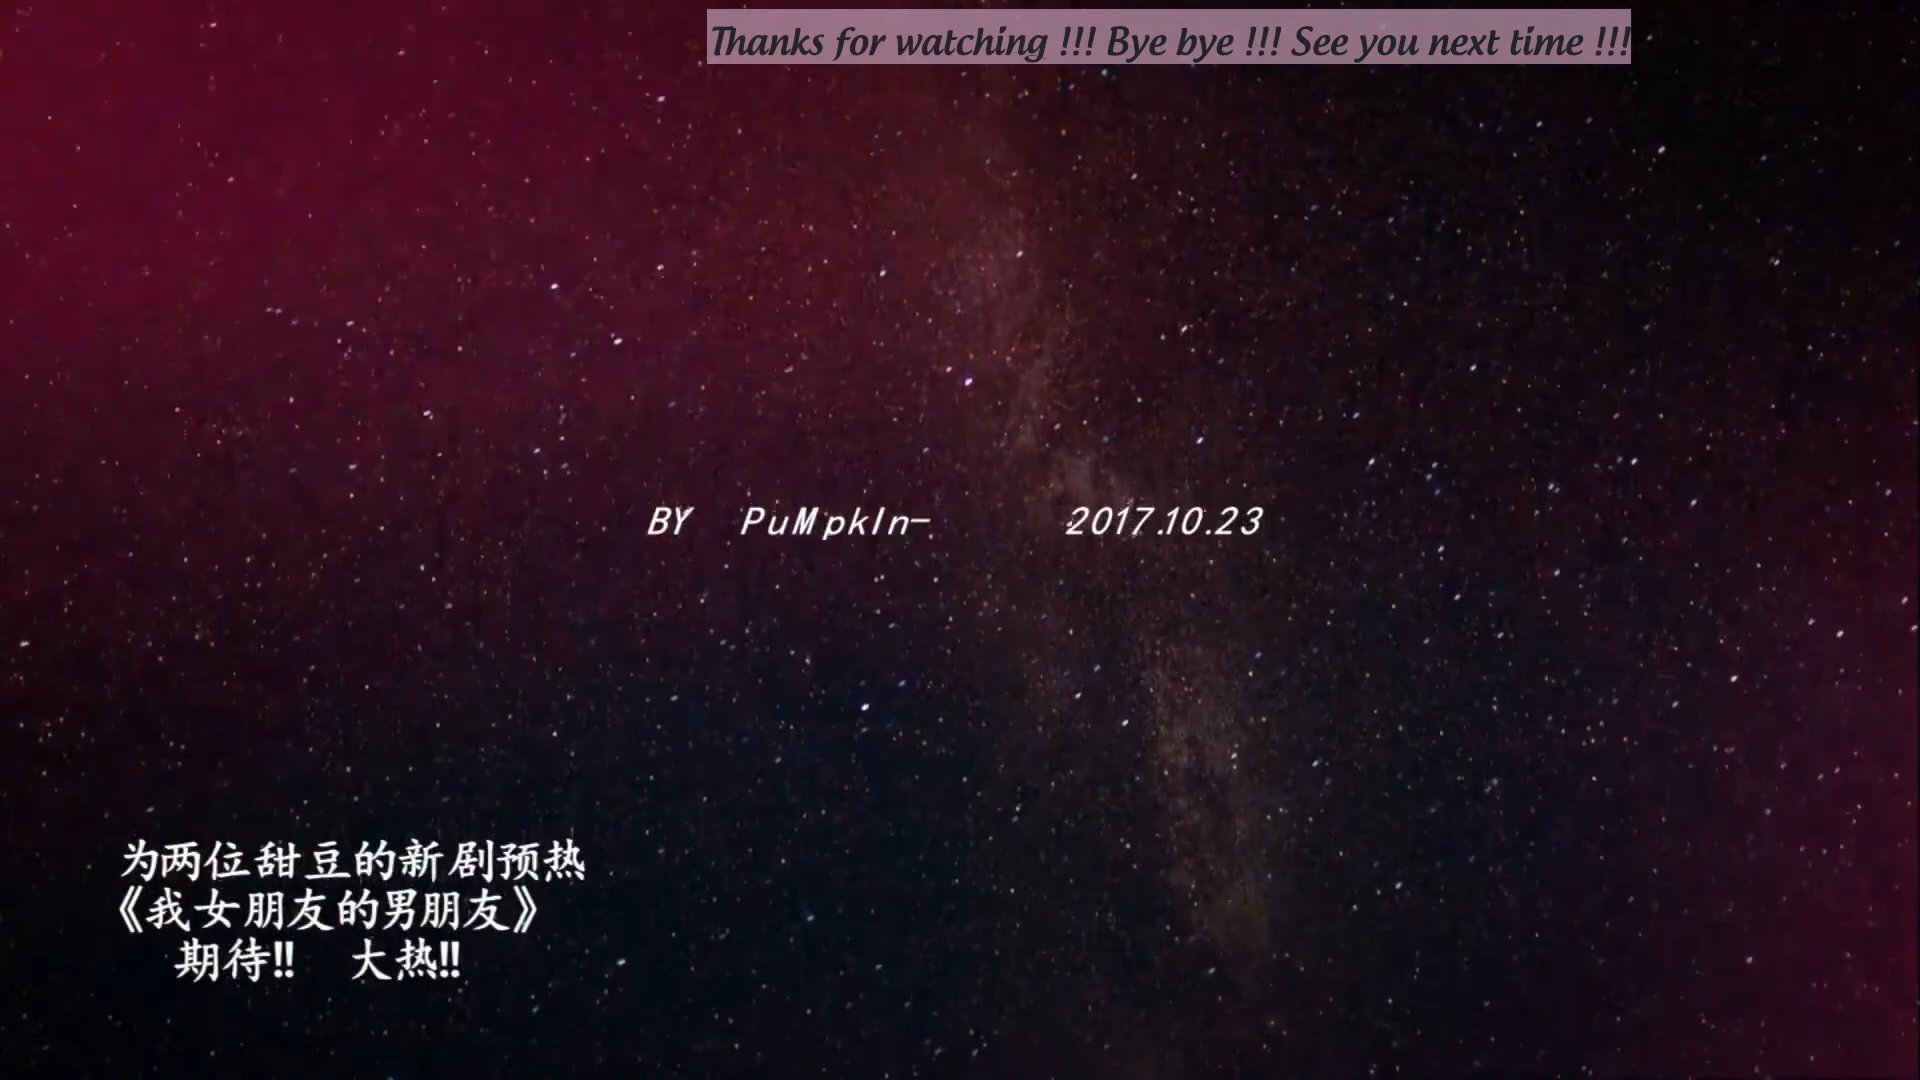 Thanks for watching !!! Bye bye !!! See you next time !!!
BY PuMpkIn- 2017.10.23
为两位甜豆的新剧预热
《我女朋友的男朋友》
期待!! 大热!!